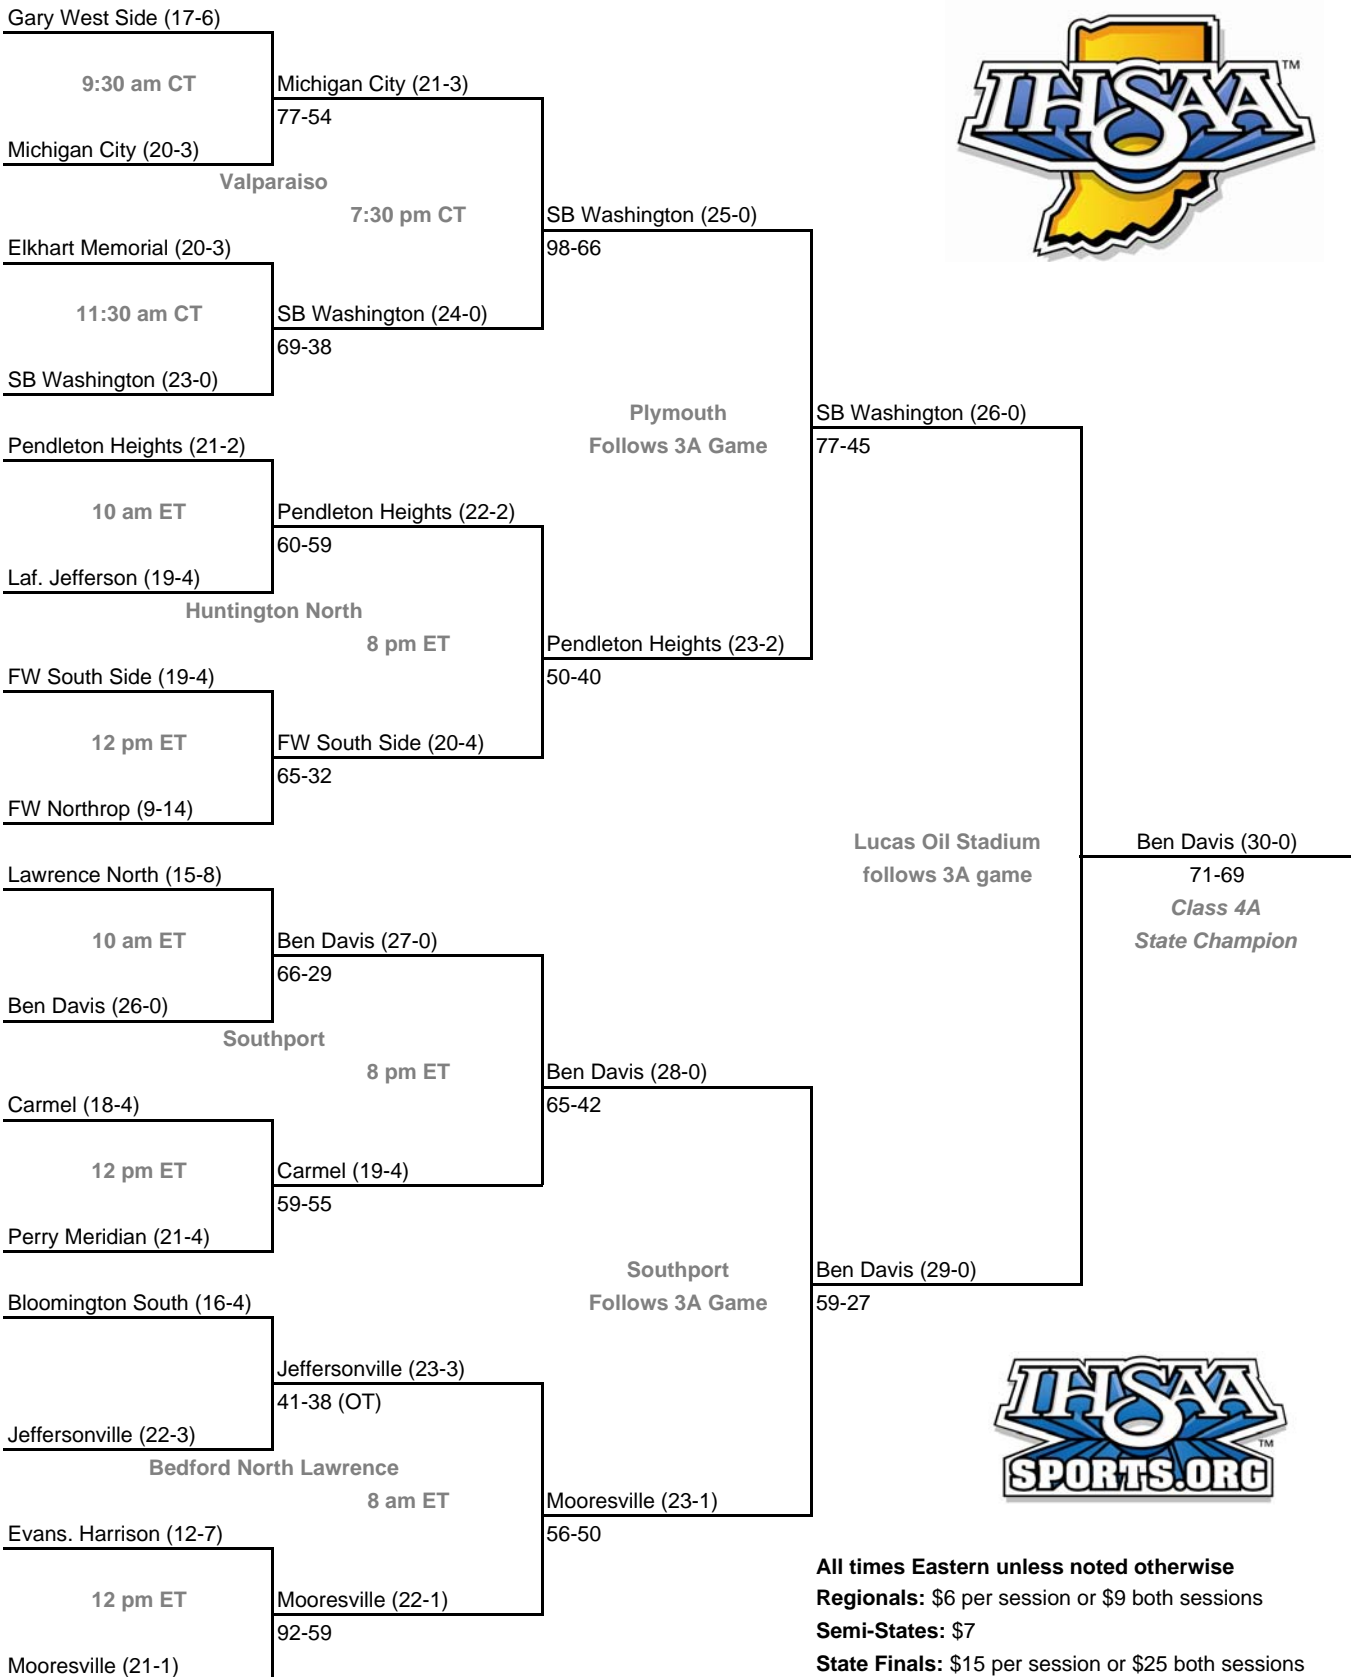 Gary West Side (17-6)
9:30 am CT
Michigan City (21-3)
77-54
Michigan City (20-3)
Valparaiso
7:30 pm CT
SB Washington (25-0)
98-66
Elkhart Memorial (20-3)
11:30 am CT
SB Washington (24-0)
69-38
SB Washington (23-0)
Plymouth
Follows 3A Game
SB Washington (26-0)
77-45
Pendleton Heights (21-2)
10 am ET
Pendleton Heights (22-2)
60-59
Laf. Jefferson (19-4)
Huntington North
8 pm ET
Pendleton Heights (23-2)
50-40
FW South Side (19-4)
12 pm ET
FW South Side (20-4)
65-32
FW Northrop (9-14)
Lucas Oil Stadium
follows 3A game
Ben Davis (30-0)
71-69
Class 4A
State Champion
Lawrence North (15-8)
10 am ET
Ben Davis (27-0)
66-29
Ben Davis (26-0)
Southport
8 pm ET
Ben Davis (28-0)
65-42
Carmel (18-4)
12 pm ET
Carmel (19-4)
59-55
Perry Meridian (21-4)
Southport
Follows 3A Game
Ben Davis (29-0)
59-27
Bloomington South (16-4)
Jeffersonville (23-3)
41-38 (OT)
Jeffersonville (22-3)
Bedford North Lawrence
8 am ET
Mooresville (23-1)
56-50
Evans. Harrison (12-7)
12 pm ET
Mooresville (22-1)
92-59
Mooresville (21-1)
IHSAA
TM
IHSAA
TM
SPORTS.ORG
All times Eastern unless noted otherwise
Regionals: $6 per session or $9 both sessions
Semi-States: $7
State Finals: $15 per session or $25 both sessions